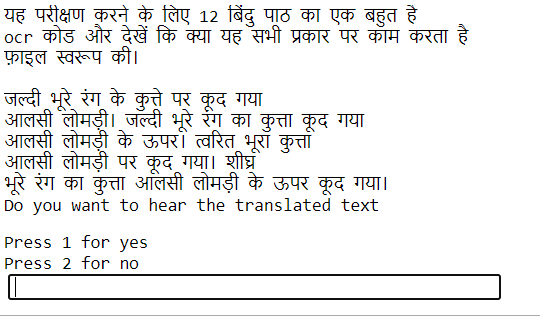 यह परीक्षण करने के लिए 12 बिंदु पाठ का एक बहुत है
ocr कोड और देखें कि क्या यह सभी प्रकार पर काम करता है
फ़ाइल स्वरूप की।
जल्दी भूरे रंग के कुत्ते पर कूद गया
आलसी लोमड़ी। जल्दी भूरे रंग का कुत्ता कूद गया
आलसी लोमड़ी के ऊपर। त्वरित भूरा कुत्ता
आलसी लोमड़ी पर कूद गया। शीघ्र
भूरे रंग का कुत्ता आलसी लोमड़ी के ऊपर कूद गया।
Do you want to hear the translated text
Press 1 for yes
Press 2 for no